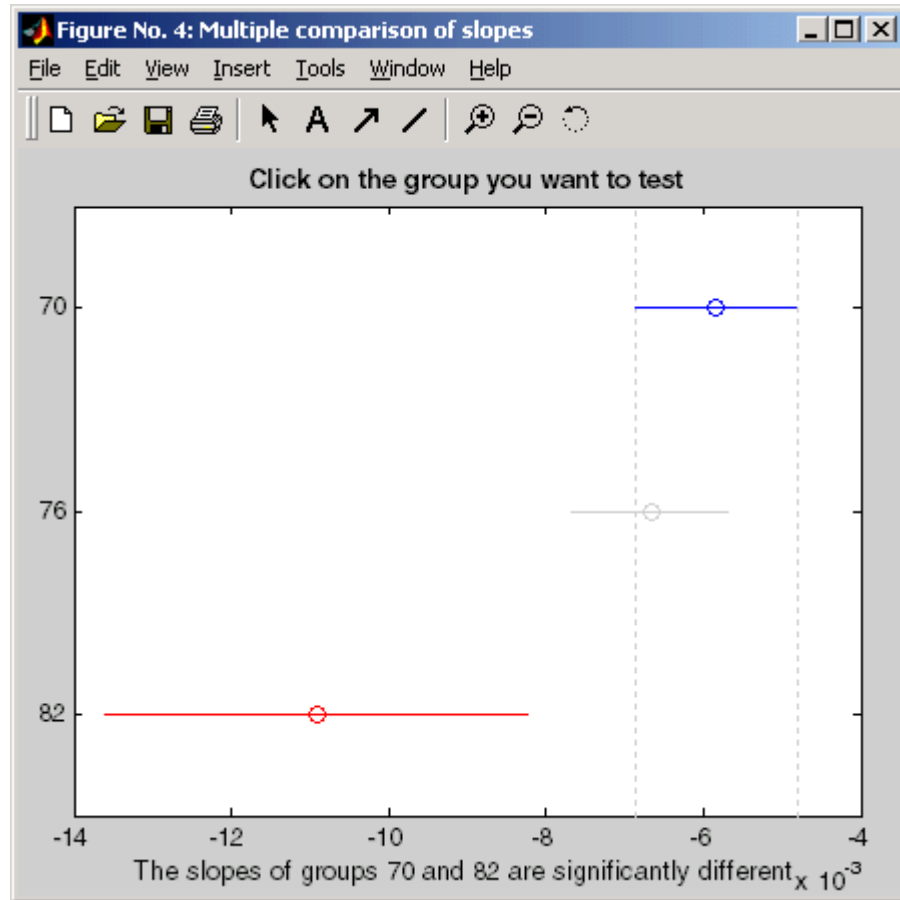 Figure No. 4: Multiple comparison of slopes
File Edit View Insert Tools Window Help
A
Click on the group you want to test
70
76
82
-14 -12 -10 -8 -6 -4
The slopes of groups 70 and 82 are significantly different x 10⁻³